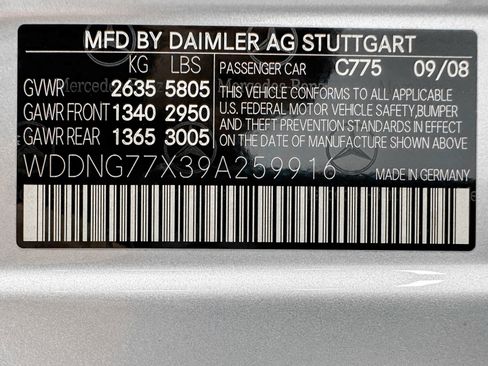 MFD BY DAIMLER AG STUTTGART
KG LBS
GVWR 2635 5805
GAWR FRONT 1340 2950
GAWR REAR 1365 3005
PASSENGER CAR C775 09/08
THIS VEHICLE CONFORMS TO ALL APPLICABLE
U.S. FEDERAL MOTOR VEHICLE SAFETY,BUMPER
AND THEFT PREVENTION STANDARDS IN EFFECT
ON THE DATE OF MANUFACTURE SHOWN ABOVE
WDDNG77X39A259916 MADE IN GERMANY